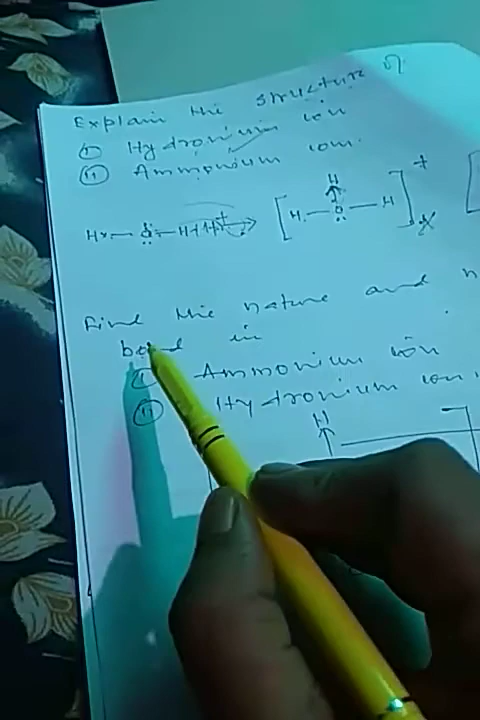 Explain the structure of
(I) Hydronium ion
(II) Ammonium ion.
H
H×— O —H + H+ → [H — O — H]+
Find the nature and
bond in
(I) Ammonium ion
(II) Hydronium ion.
H